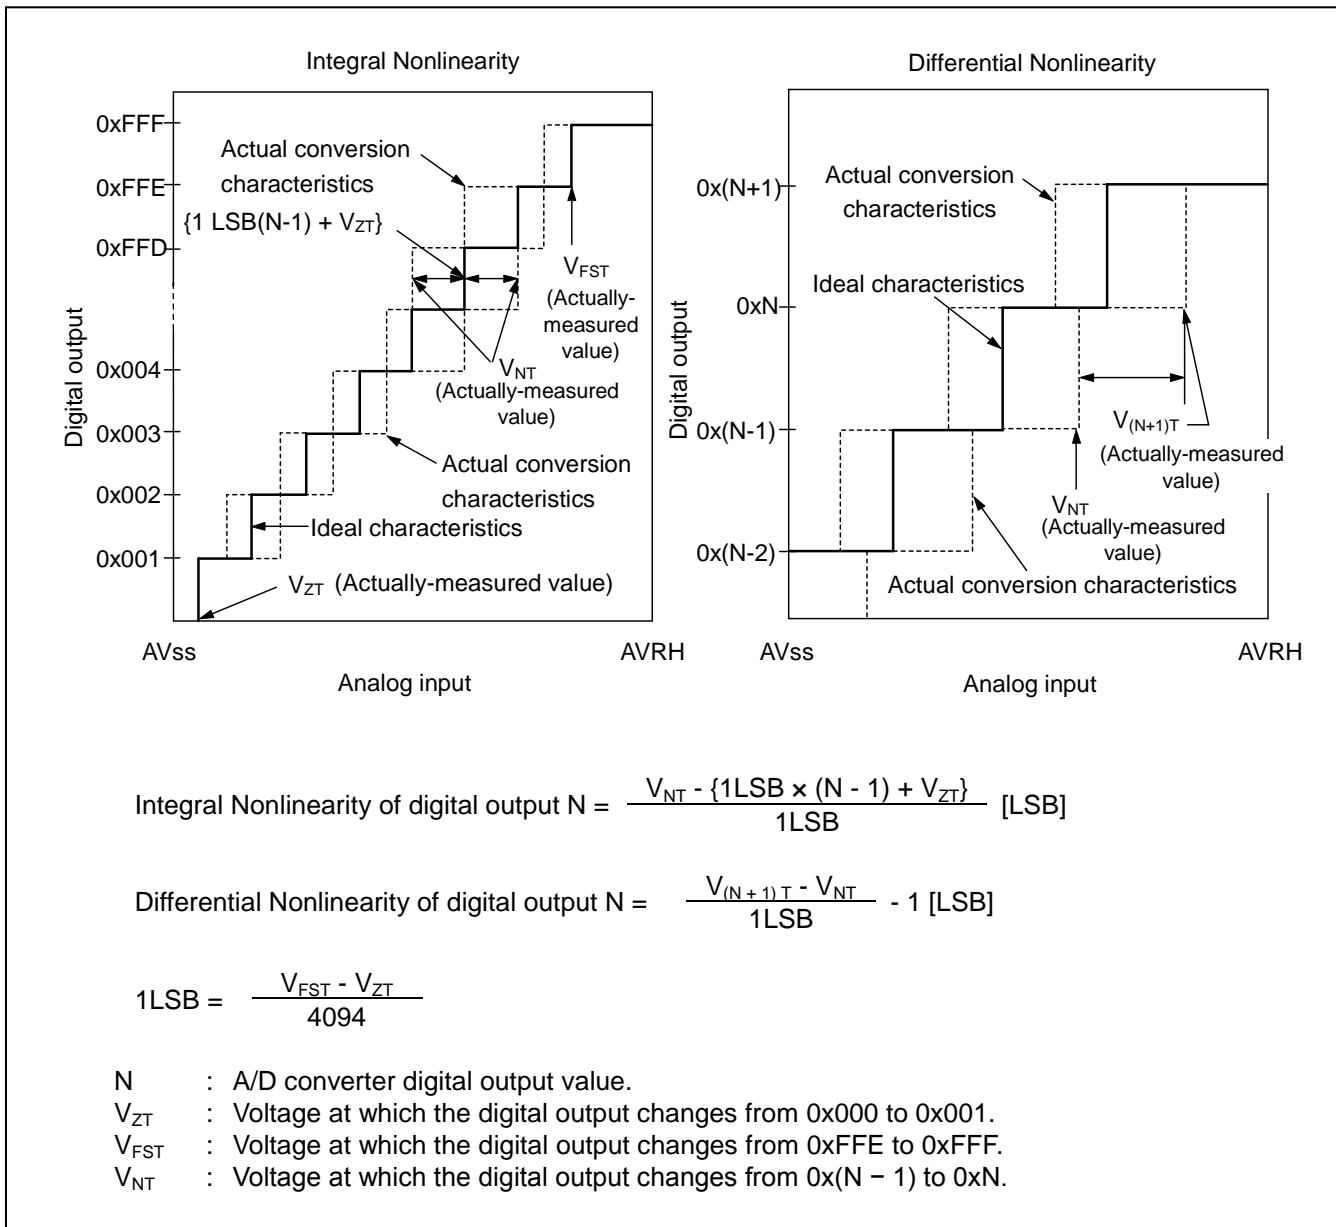 Integral Nonlinearity
0xFFF
0xFFE
0xFFD
0x004
0x003
0x002
0x001
Digital output
Actual conversion
characteristics
{1 LSB(N-1) + VZT}
VFST
(Actually-
measured
value)
VNT
(Actually-measured
value)
Actual conversion
characteristics
Ideal characteristics
VZT (Actually-measured value)
AVss
AVRH
Analog input
Differential Nonlinearity
0x(N+1)
0xN
0x(N-1)
0x(N-2)
Digital output
Actual conversion
characteristics
Ideal characteristics
V(N+1)T
(Actually-measured
value)
VNT
(Actually-measured
value)
Actual conversion characteristics
AVss
AVRH
Analog input
Integral Nonlinearity of digital output N = VNT - {1LSB × (N - 1) + VZT} / 1LSB [LSB]
Differential Nonlinearity of digital output N = V(N + 1) T - VNT / 1LSB - 1 [LSB]
1LSB = VFST - VZT / 4094
N : A/D converter digital output value.
VZT : Voltage at which the digital output changes from 0x000 to 0x001.
VFST : Voltage at which the digital output changes from 0xFFE to 0xFFF.
VNT : Voltage at which the digital output changes from 0x(N − 1) to 0xN.